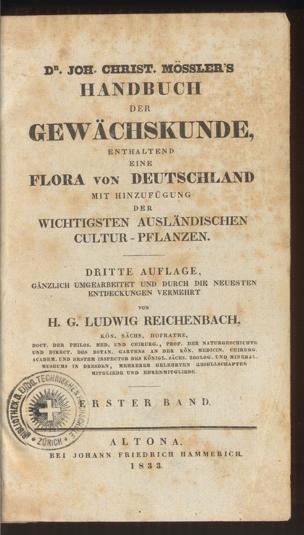 DR. JOH. CHRIST. MÖSSLER'S
HANDBUCH
DER
GEWÄCHSKUNDE,
ENTHALTEND
EINE
FLORA VON DEUTSCHLAND
MIT HINZUFÜGUNG
DER
WICHTIGSTEN AUSLÄNDISCHEN
CULTUR-PFLANZEN.
DRITTE AUFLAGE,
GÄNZLICH UMGEARBEITET UND DURCH DIE NEUESTEN
ENTDECKUNGEN VERMEHRT
VON
H. G. LUDWIG REICHENBACH,
KÖN. SÄCHS. HOFRATHE,
DOCT. DER PHILOS. MED. UND CHIRURG., PROF. DER NATURGESCHICHTE
UND DIRECT. DES BOTAN. GARTENS AN DER KÖN. MEDICIN. CHIRURG.
ACADEM. UND ERSTEM INSPECTOR DES KÖNIGL. SÄCHS. ZOOLOG. UND MINERAL.
MUSEUMS IN DRESDEN, MEHRERER GELEHRTEN GESELLSCHAFTEN
MITGLIEDE UND EHRENMITGLIEDE.
ERSTER BAND.
ZÜRICH
ALTONA.
BEI JOHANN FRIEDRICH HAMMERICH.
1833.